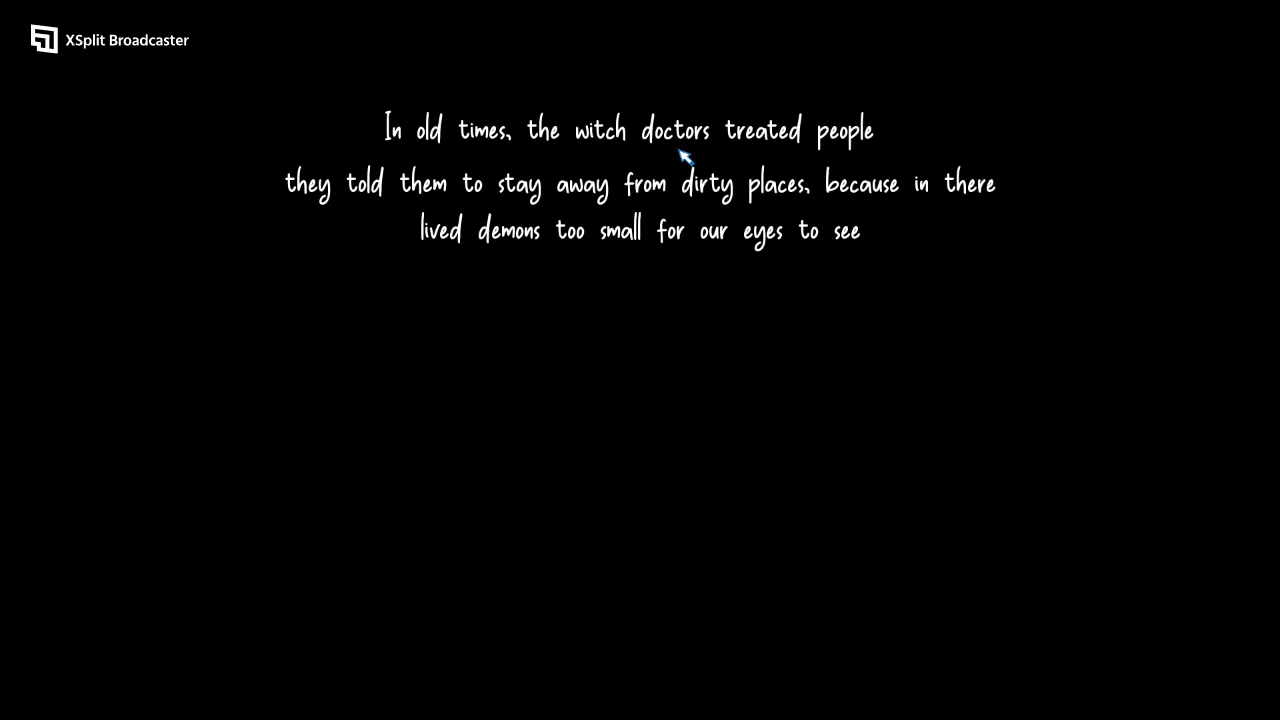 XSplit Broadcaster
In old times, the witch doctors treated people
they told them to stay away from dirty places, because in there
lived demons too small for our eyes to see